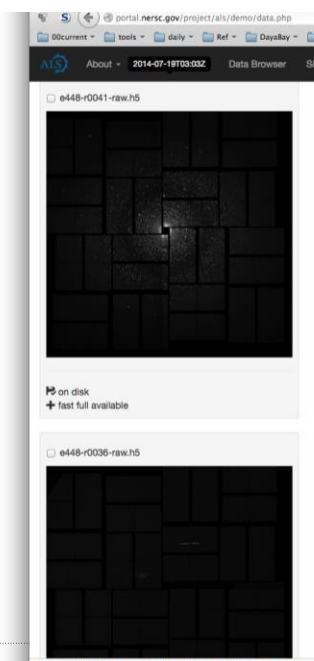 S portal.nersc.gov/project/als/demo/data.php
00current tools daily Ref DayaBay
ALS About 2014-07-19T03:03Z Data Browser
e448-r0041-raw.h5
on disk
fast full available
e448-r0036-raw.h5